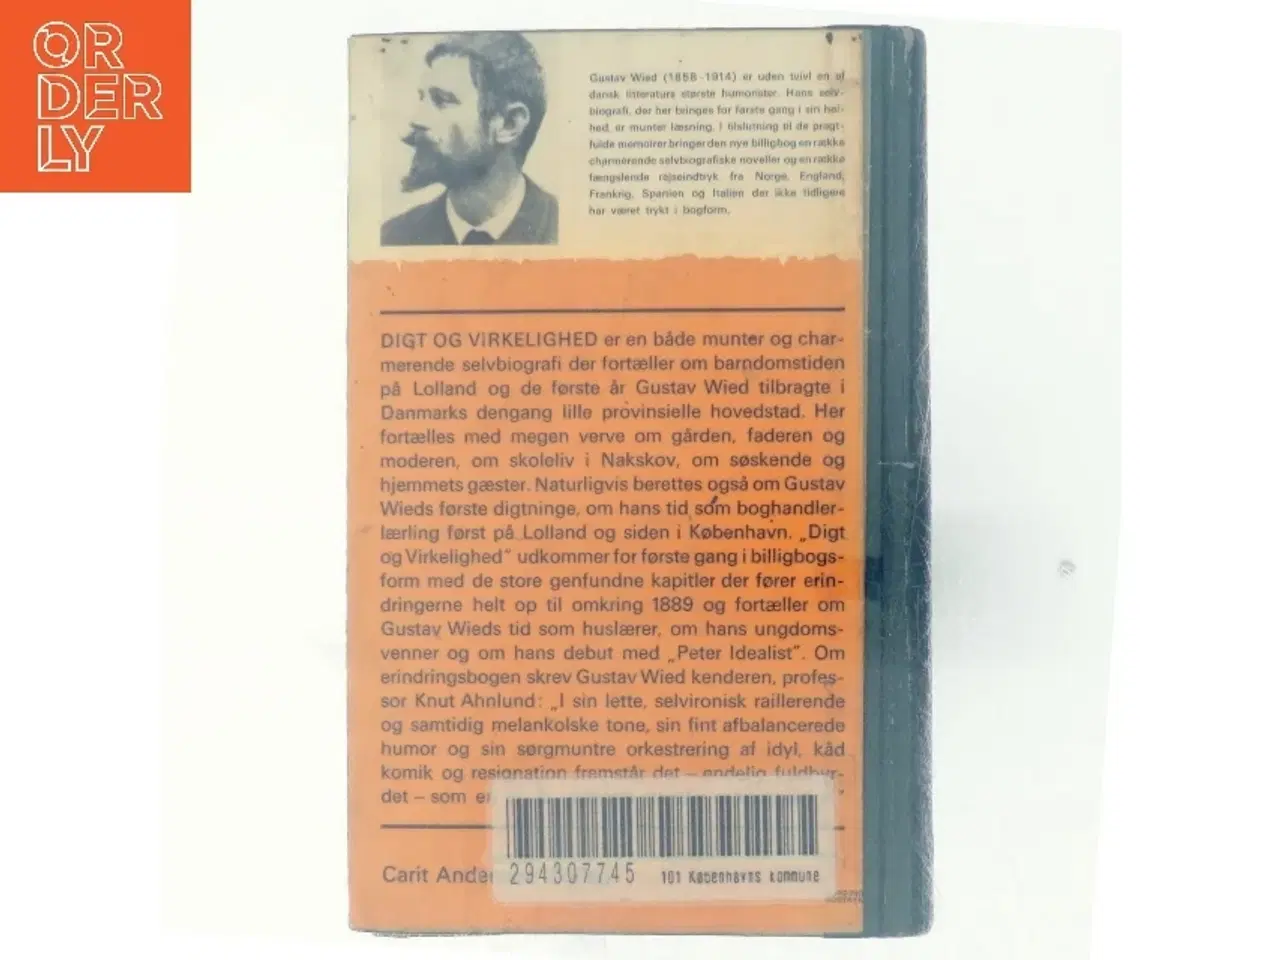 ORDERLY
Gustav Wied (1858-1914) er uden tvivl en af
dansk litteraturs største humorister. Hans selv-
biografi, der her bringes for første gang i sin hel-
hed, er munter læsning. I tilslutning til de pragt-
fulde memoirer bringer den nye billigbog en række
charmerende selvbiografiske noveller og en række
fængslende rejseindtryk fra Norge, England,
Frankrig, Spanien og Italien der ikke tidligere
har været trykt i bogform.
DIGT OG VIRKELIGHED er en både munter og char-
merende selvbiografi der fortæller om barndomstiden
på Lolland og de første år Gustav Wied tilbragte i
Danmarks dengang lille provinsielle hovedstad. Her
fortælles med megen verve om gården, faderen og
moderen, om skoleliv i Nakskov, om søskende og
hjemmets gæster. Naturligvis berettes også om Gustav
Wieds første digtninge, om hans tid som boghandler-
lærling først på Lolland og siden i København. „Digt
og Virkelighed" udkommer for første gang i billigbogs-
form med de store genfundne kapitler der fører erin-
dringerne helt op til omkring 1889 og fortæller om
Gustav Wieds tid som huslærer, om hans ungdoms-
venner og om hans debut med „Peter Idealist". Om
erindringsbogen skrev Gustav Wied kenderen, profes-
sor Knut Ahnlund: „I sin lette, selvironisk raillerende
og samtidig melankolske tone, sin fint afbalancerede
humor og sin sørgmuntre orkestrering af idyl, kåd
komik og resignation fremstår det – endelig fuldbyr-
det – som e
Carit Ande
294307745 101 Københavns kommune